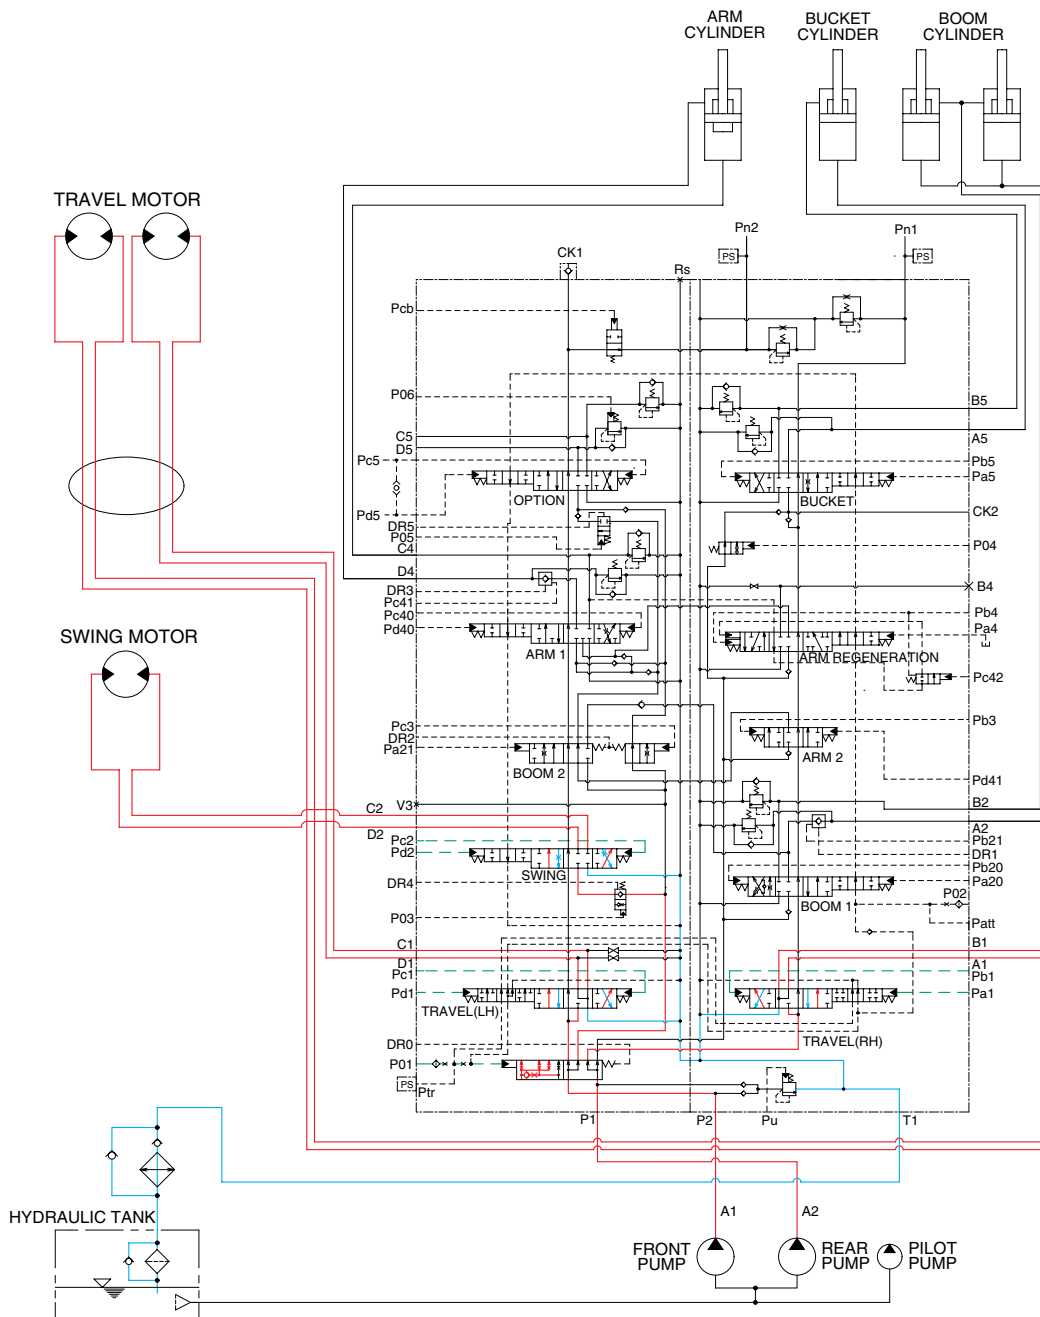 ARM
CYLINDER
BUCKET
CYLINDER
BOOM
CYLINDER
TRAVEL MOTOR
Pn2
Pn1
CK1
PS
PS
Rs
Pcb
P06
B5
C5
D5
A5
Pc5
Pb5
Pa5
OPTION
BUCKET
Pd5
CK2
DR5
P05
C4
P04
D4
B4
DR3
Pc41
Pc40
Pb4
Pd40
Pa4
SWING MOTOR
ARM 1
ARM REGENERATION
E
Pc42
Pc3
Pb3
DR2
Pa21
BOOM 2
ARM 2
Pd41
C2
V3
B2
D2
A2
Pc2
Pb21
Pd2
DR1
SWING
Pb20
DR4
Pa20
BOOM 1
P02
P03
Patt
C1
B1
D1
A1
Pc1
Pb1
Pd1
Pa1
TRAVEL(LH)
TRAVEL(RH)
DR0
P01
PS
Ptr
P1
P2
Pu
T1
A1
A2
HYDRAULIC TANK
FRONT
PUMP
REAR
PUMP
PILOT
PUMP